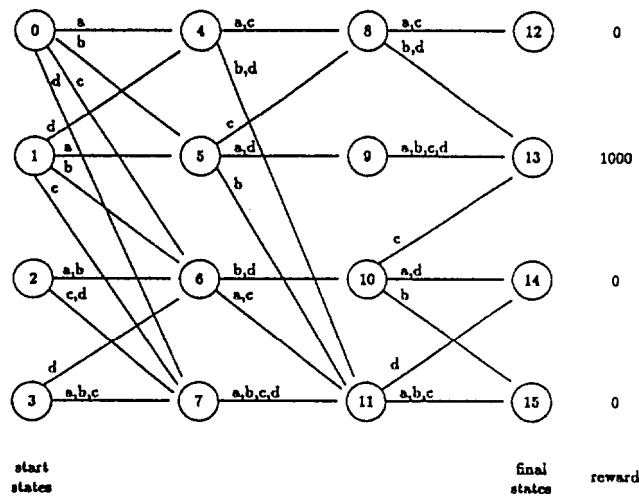 0 a 4 a,c 8 a,c 12 0
b b,d b,d
d c
d c
1 a 5 a,d 9 a,b,c,d 13 1000
b b
c
c
2 a,b 6 b,d 10 a,d 14 0
c,d a,c b
d d
3 a,b,c 7 a,b,c,d 11 a,b,c 15 0
start final
states states reward